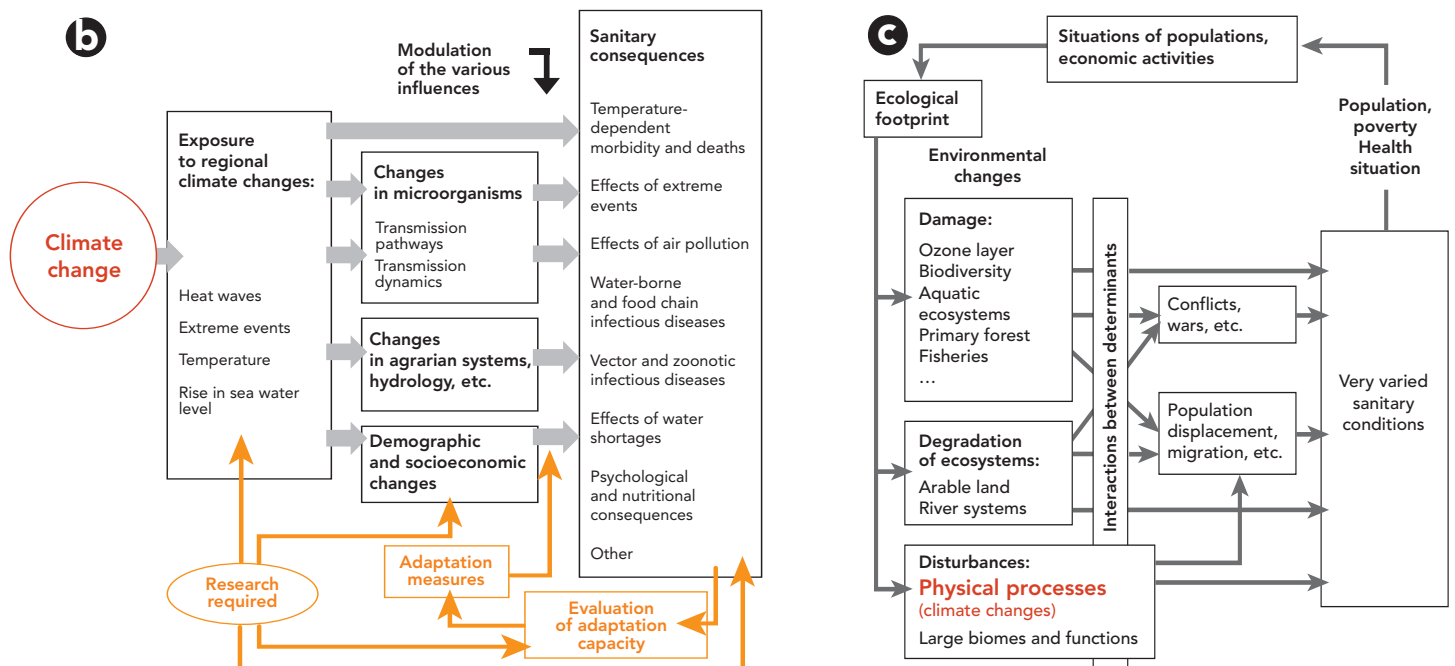 b
Modulation
of the various
influences
Sanitary
consequences
Temperature-
dependent
morbidity and deaths
Effects of extreme
events
Effects of air pollution
Water-borne
and food chain
infectious diseases
Vector and zoonotic
infectious diseases
Effects of water
shortages
Psychological
and nutritional
consequences
Other
Climate
change
Exposure
to regional
climate changes:
Heat waves
Extreme events
Temperature
Rise in sea water
level
Changes
in microorganisms
Transmission
pathways
Transmission
dynamics
Changes
in agrarian systems,
hydrology, etc.
Demographic
and socioeconomic
changes
Research
required
Adaptation
measures
Evaluation
of adaptation
capacity
c
Situations of populations,
economic activities
Ecological
footprint
Population,
poverty
Health
situation
Environmental
changes
Damage:
Ozone layer
Biodiversity
Aquatic
ecosystems
Primary forest
Fisheries
...
Degradation
of ecosystems:
Arable land
River systems
Disturbances:
Physical processes
(climate changes)
Large biomes and functions
Interactions between determinants
Conflicts,
wars, etc.
Population
displacement,
migration, etc.
Very varied
sanitary
conditions